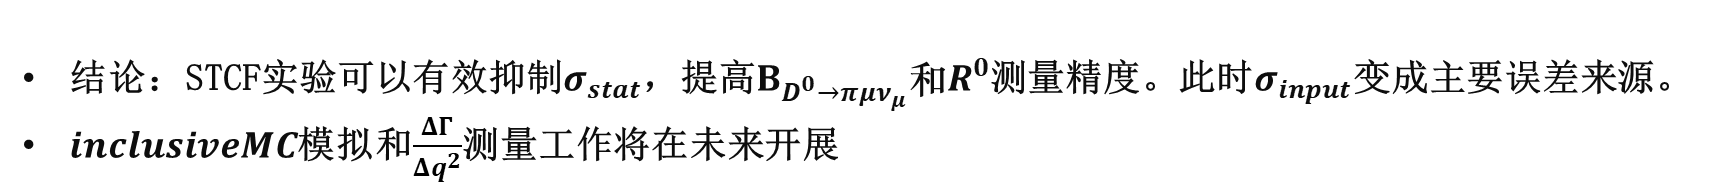 • 结论：STCF实验可以有效抑制σ_stat，提高B_{D⁰→πμν_μ}和R⁰测量精度。此时σ_input变成主要误差来源。
• inclusiveMC模拟和ΔΓ/Δq²测量工作将在未来开展